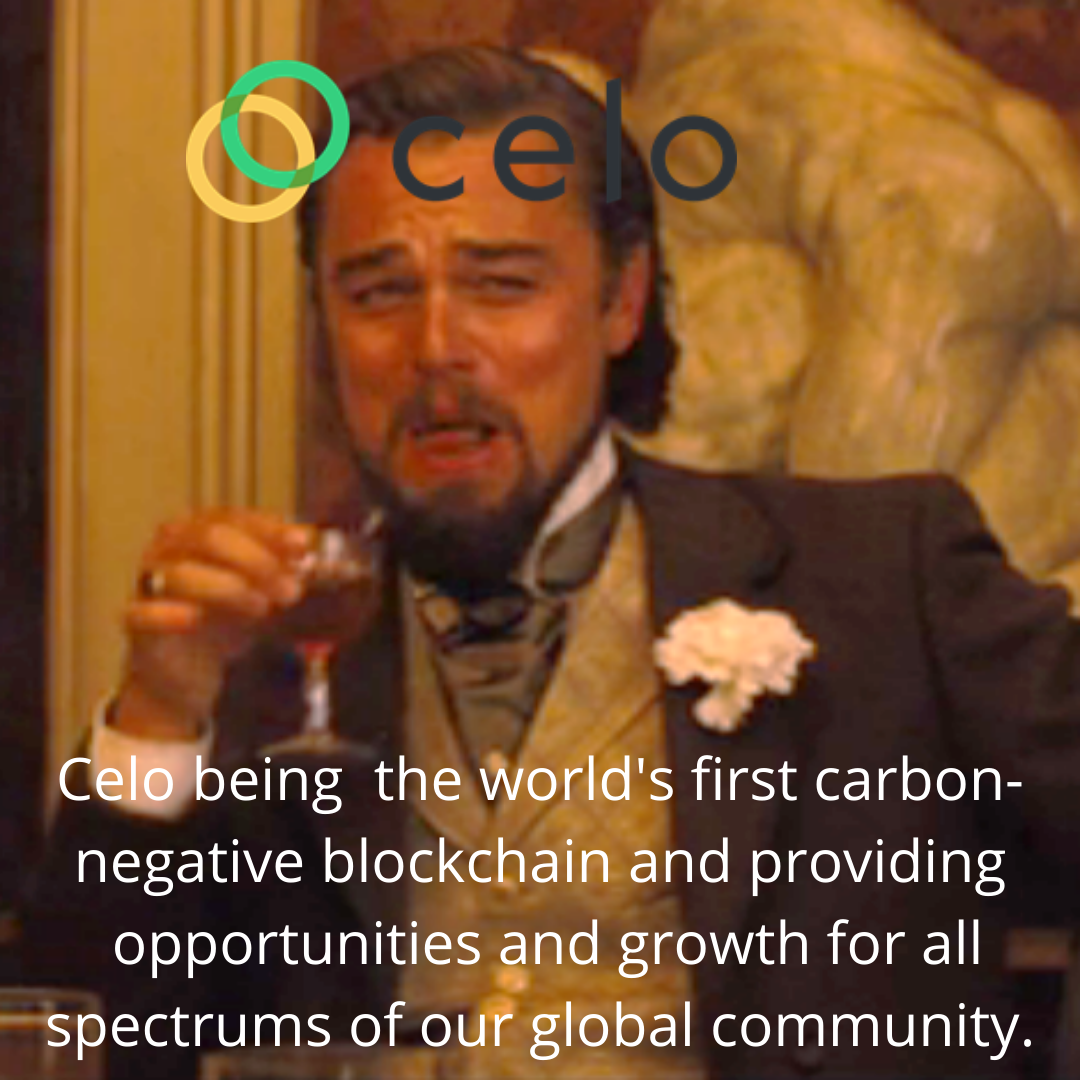 celo
Celo being  the world's first carbon-
negative blockchain and providing
opportunities and growth for all
spectrums of our global community.